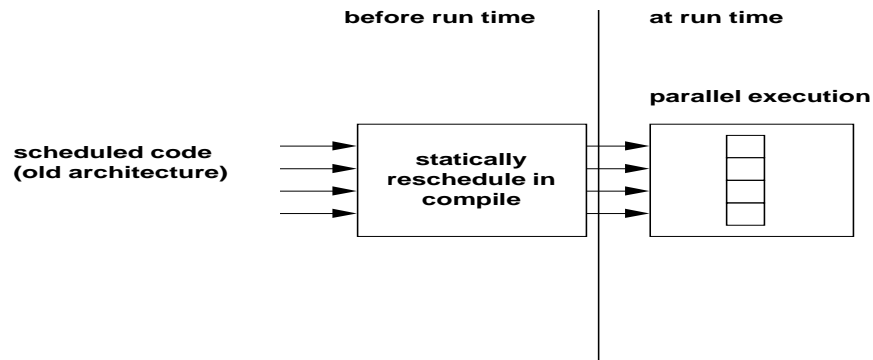 before run time
at run time
parallel execution
scheduled code
(old architecture)
statically
reschedule in
compile